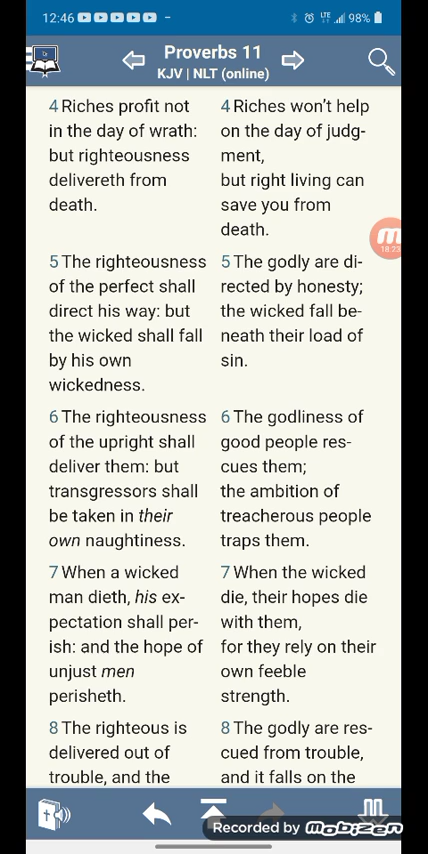 12:46 LTE 98%
Proverbs 11
KJV | NLT (online)
4 Riches profit not
in the day of wrath:
but righteousness
delivereth from
death.
4 Riches won't help
on the day of judg-
ment,
but right living can
save you from
death.
18:23
5 The righteousness
of the perfect shall
direct his way: but
the wicked shall fall
by his own
wickedness.
5 The godly are di-
rected by honesty;
the wicked fall be-
neath their load of
sin.
6 The righteousness
of the upright shall
deliver them: but
transgressors shall
be taken in their
own naughtiness.
6 The godliness of
good people res-
cues them;
the ambition of
treacherous people
traps them.
7 When a wicked
man dieth, his ex-
pectation shall per-
ish: and the hope of
unjust men
perisheth.
7 When the wicked
die, their hopes die
with them,
for they rely on their
own feeble
strength.
8 The righteous is
delivered out of
trouble, and the
8 The godly are res-
cued from trouble,
and it falls on the
Recorded by mobizen